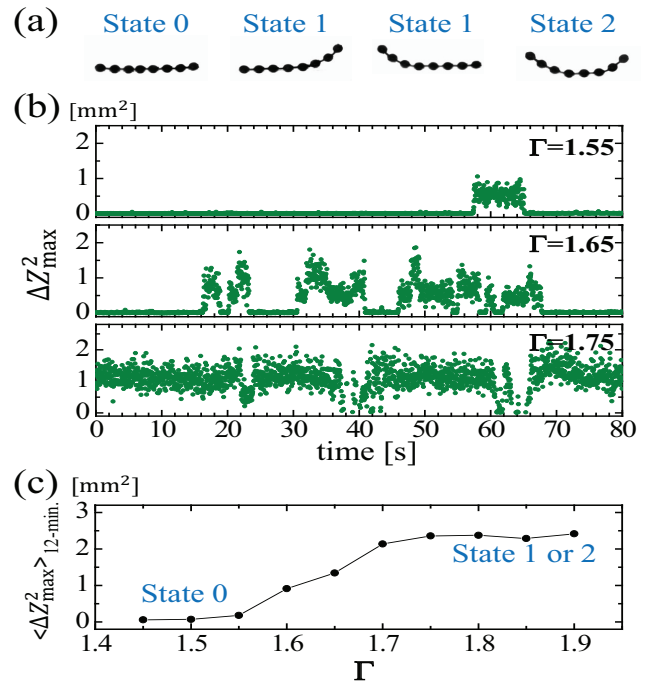 (a) State 0 State 1 State 1 State 2
(b) [mm²]
Γ=1.55
2
1
0
Γ=1.65
2
1
0
Γ=1.75
2
1
0
ΔZ²max
0 10 20 30 40 50 60 70 80
time [s]
(c) [mm²]
3
2
1
0
<ΔZ²max>12-min.
State 0
State 1 or 2
1.4 1.5 1.6 1.7 1.8 1.9
Γ